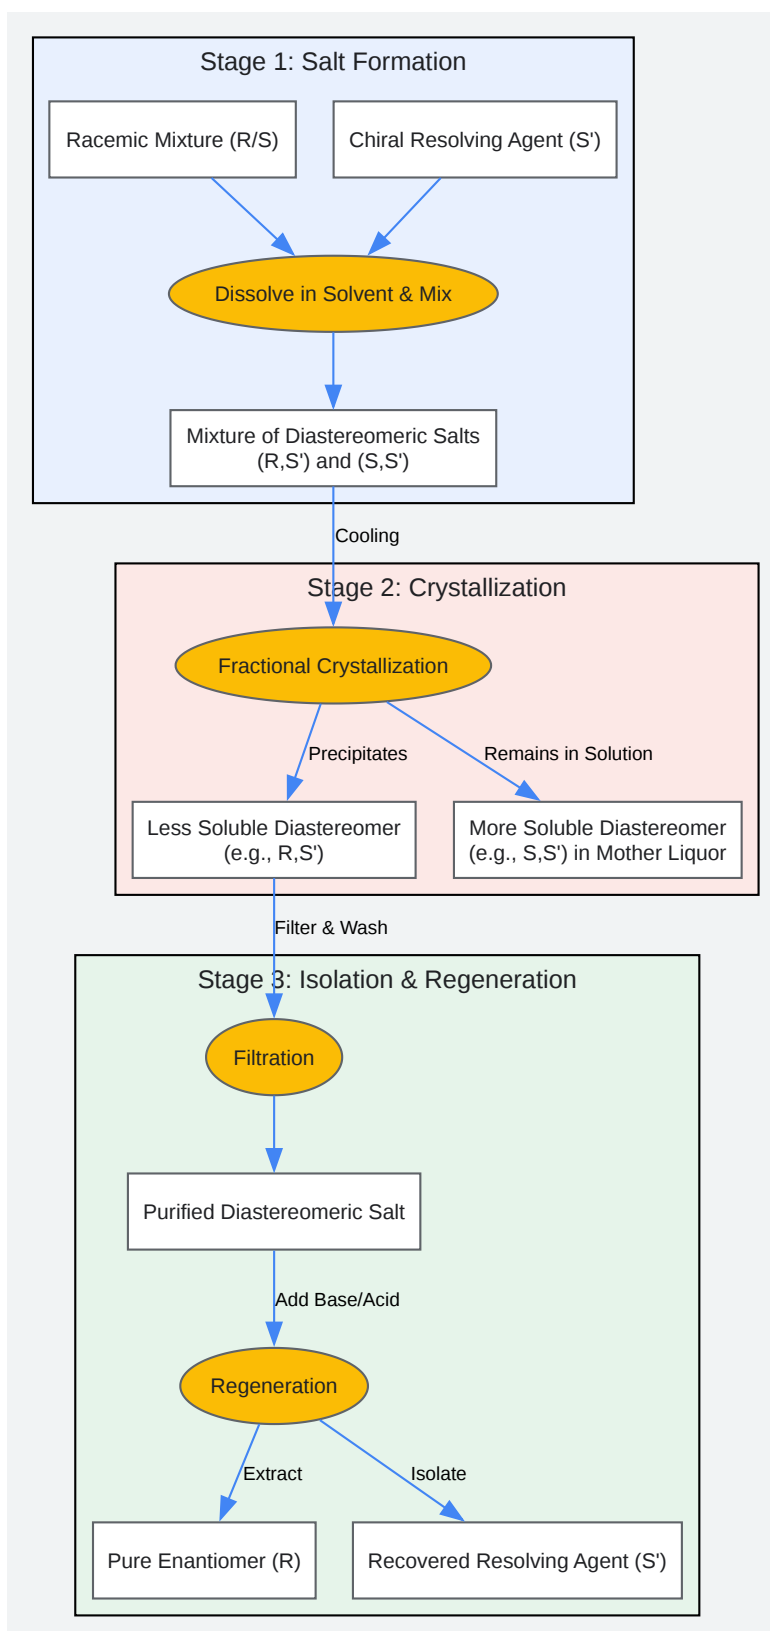 Stage 1: Salt Formation
Racemic Mixture (R/S)
Chiral Resolving Agent (S')
Dissolve in Solvent & Mix
Mixture of Diastereomeric Salts
(R,S') and (S,S')
Cooling
Stage 2: Crystallization
Fractional Crystallization
Precipitates
Remains in Solution
Less Soluble Diastereomer
(e.g., R,S')
More Soluble Diastereomer
(e.g., S,S') in Mother Liquor
Filter & Wash
Stage 3: Isolation & Regeneration
Filtration
Purified Diastereomeric Salt
Add Base/Acid
Regeneration
Extract
Isolate
Pure Enantiomer (R)
Recovered Resolving Agent (S')